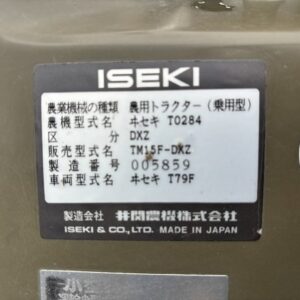 ISEKI
農業機械の種類 農用トラクター（乗用型）
農機型式名 ヰセキ T0284
区分 DXZ
販売型式名 TM15F-DXZ
製造番号 005859
車両型式名 ヰセキ T79F
製造会社 井関農機株式会社
ISEKI & CO., LTD. MADE IN JAPAN